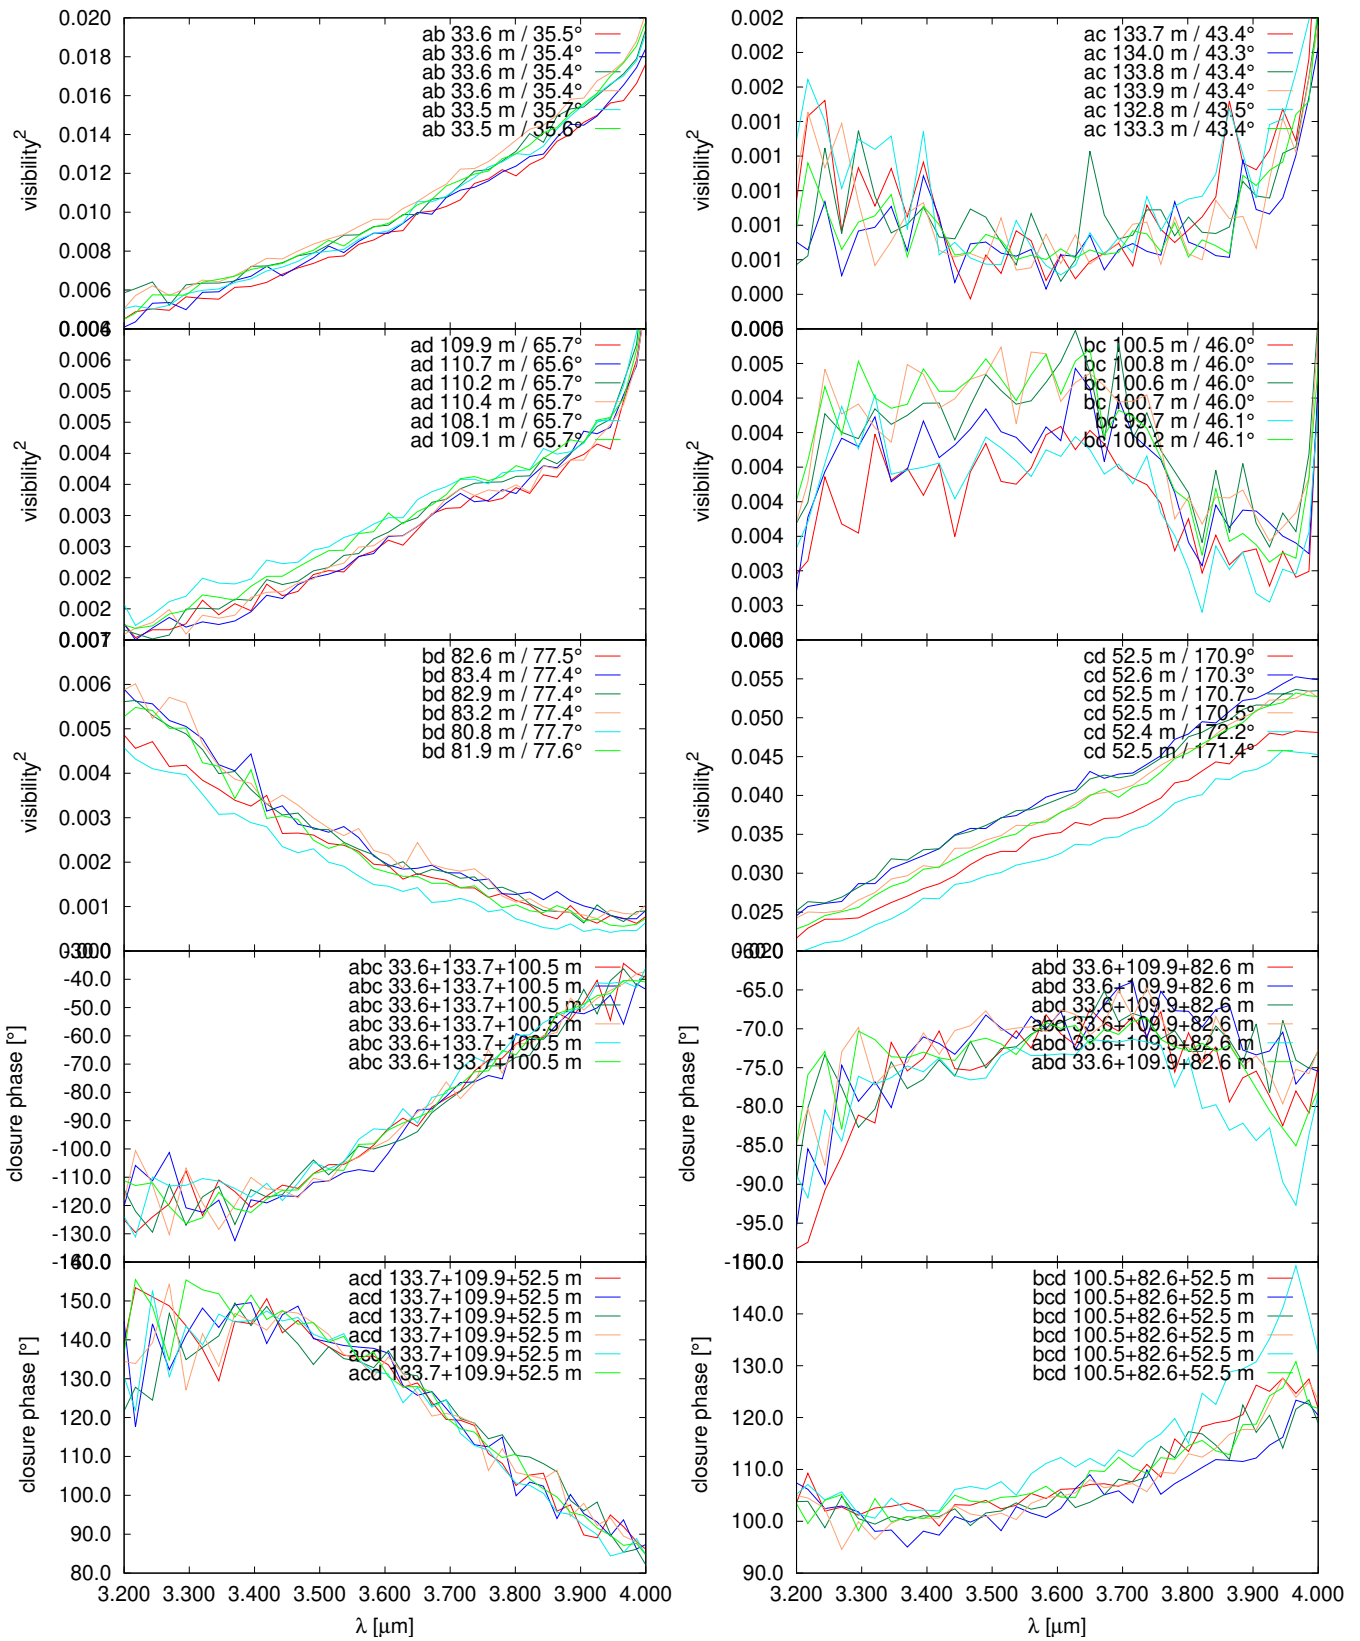 0.020
0.018
0.016
0.014
0.012
0.010
0.008
0.006
visibility2
ab 33.6 m / 35.5°
ab 33.6 m / 35.4°
ab 33.6 m / 35.4°
ab 33.6 m / 35.4°
ab 33.5 m / 35.7°
ab 33.5 m / 35.6°
0.002
0.002
0.002
0.001
0.001
0.001
0.001
0.001
0.000
visibility2
ac 133.7 m / 43.4°
ac 134.0 m / 43.3°
ac 133.8 m / 43.4°
ac 133.9 m / 43.4°
ac 132.8 m / 43.5°
ac 133.3 m / 43.4°
0.006
0.005
0.005
0.004
0.004
0.003
0.003
0.002
0.002
visibility2
ad 109.9 m / 65.7°
ad 110.7 m / 65.6°
ad 110.2 m / 65.7°
ad 110.4 m / 65.7°
ad 108.1 m / 65.7°
ad 109.1 m / 65.7°
0.005
0.005
0.004
0.004
0.004
0.004
0.004
0.003
0.003
visibility2
bc 100.5 m / 46.0°
bc 100.8 m / 46.0°
bc 100.6 m / 46.0°
bc 100.7 m / 46.0°
bc 99.7 m / 46.1°
bc 100.2 m / 46.1°
0.006
0.005
0.004
0.003
0.002
0.001
visibility2
bd 82.6 m / 77.5°
bd 83.4 m / 77.4°
bd 82.9 m / 77.4°
bd 83.2 m / 77.4°
bd 80.8 m / 77.7°
bd 81.9 m / 77.6°
0.055
0.050
0.045
0.040
0.035
0.030
0.025
visibility2
cd 52.5 m / 170.9°
cd 52.6 m / 170.3°
cd 52.5 m / 170.7°
cd 52.5 m / 170.5°
cd 52.4 m / 172.2°
cd 52.5 m / 171.4°
-40.0
-50.0
-60.0
-70.0
-80.0
-90.0
-100.0
-110.0
-120.0
-130.0
closure phase [°]
abc 33.6+133.7+100.5 m
abc 33.6+133.7+100.5 m
abc 33.6+133.7+100.5 m
abc 33.6+133.7+100.5 m
abc 33.6+133.7+100.5 m
abc 33.6+133.7+100.5 m
-65.0
-70.0
-75.0
-80.0
-85.0
-90.0
-95.0
closure phase [°]
abd 33.6+109.9+82.6 m
abd 33.6+109.9+82.6 m
abd 33.6+109.9+82.6 m
abd 33.6+109.9+82.6 m
abd 33.6+109.9+82.6 m
abd 33.6+109.9+82.6 m
150.0
140.0
130.0
120.0
110.0
100.0
90.0
80.0
closure phase [°]
acd 133.7+109.9+52.5 m
acd 133.7+109.9+52.5 m
acd 133.7+109.9+52.5 m
acd 133.7+109.9+52.5 m
acd 133.7+109.9+52.5 m
acd 133.7+109.9+52.5 m
3.200 3.300 3.400 3.500 3.600 3.700 3.800 3.900 4.000
λ [μm]
140.0
130.0
120.0
110.0
100.0
90.0
closure phase [°]
bcd 100.5+82.6+52.5 m
bcd 100.5+82.6+52.5 m
bcd 100.5+82.6+52.5 m
bcd 100.5+82.6+52.5 m
bcd 100.5+82.6+52.5 m
bcd 100.5+82.6+52.5 m
3.200 3.300 3.400 3.500 3.600 3.700 3.800 3.900 4.000
λ [μm]